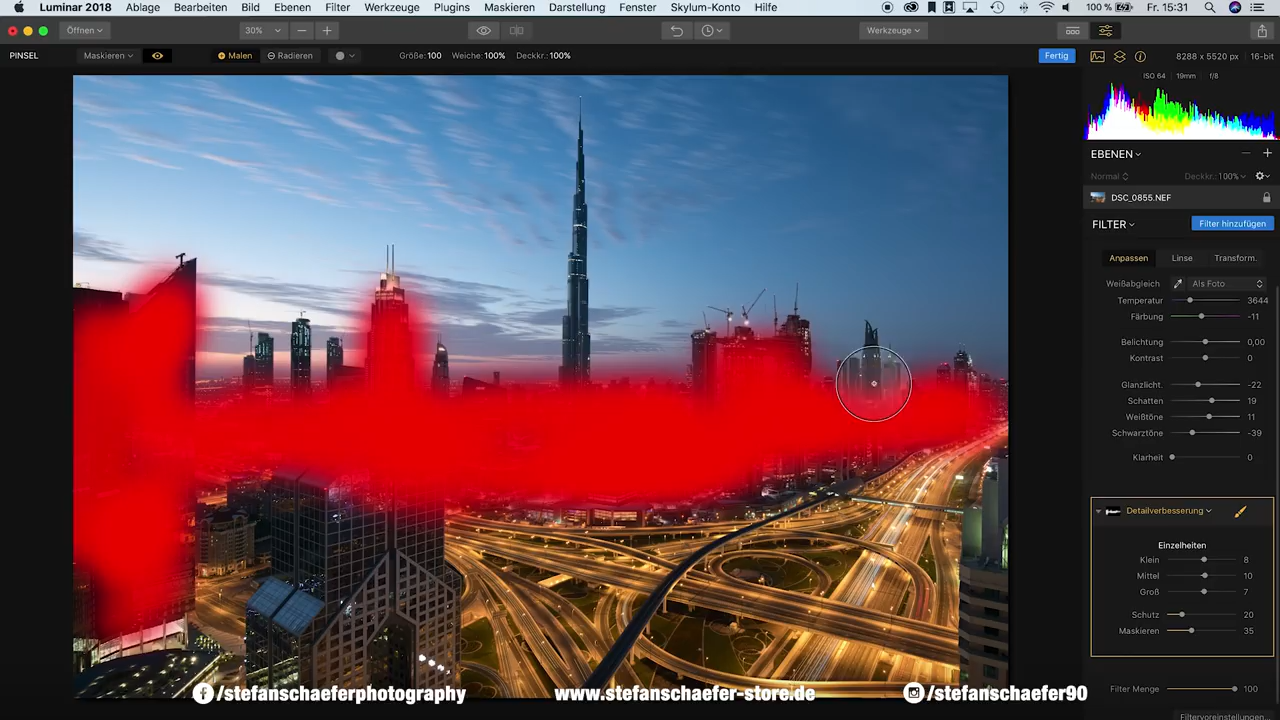 Luminar 2018 Ablage Bearbeiten Bild Ebenen Filter Werkzeuge Plugins Maskieren Darstellung Fenster Skylum-Konto Hilfe 100 % Fr. 15:31
Öffnen 30% Werkzeuge
PINSEL Maskieren Malen Radieren Größe:100 Weiche:100% Deckkr.:100% Fertig 8288 x 5520 px 16-bit
ISO 64 19mm f/8
EBENEN
Normal Deckkr.: 100%
DSC_0855.NEF
FILTER Filter hinzufügen
Anpassen Linse Transform.
Weißabgleich Als Foto
Temperatur 3644
Färbung -11
Belichtung 0,00
Kontrast 0
Glanzlicht. -22
Schatten 19
Weißtöne 11
Schwarztöne -39
Klarheit 0
Detailverbesserung
Einzelheiten
Klein 8
Mittel 10
Groß 7
Schutz 20
Maskieren 35
Filter Menge 100
/stefanschaeferphotography www.stefanschaefer-store.de /stefanschaefer90
Filtervoreinstellungen...